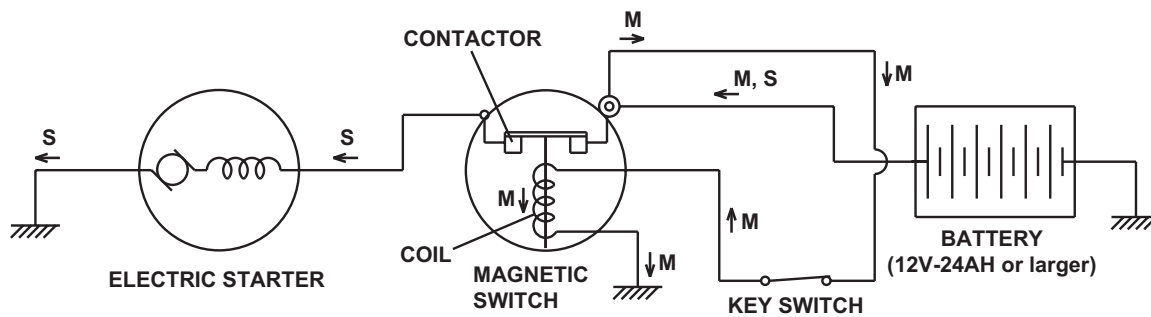 M
CONTACTOR
M, S
M
S
S
M
M
COIL
M
ELECTRIC STARTER
MAGNETIC
SWITCH
KEY SWITCH
BATTERY
(12V-24AH or larger)